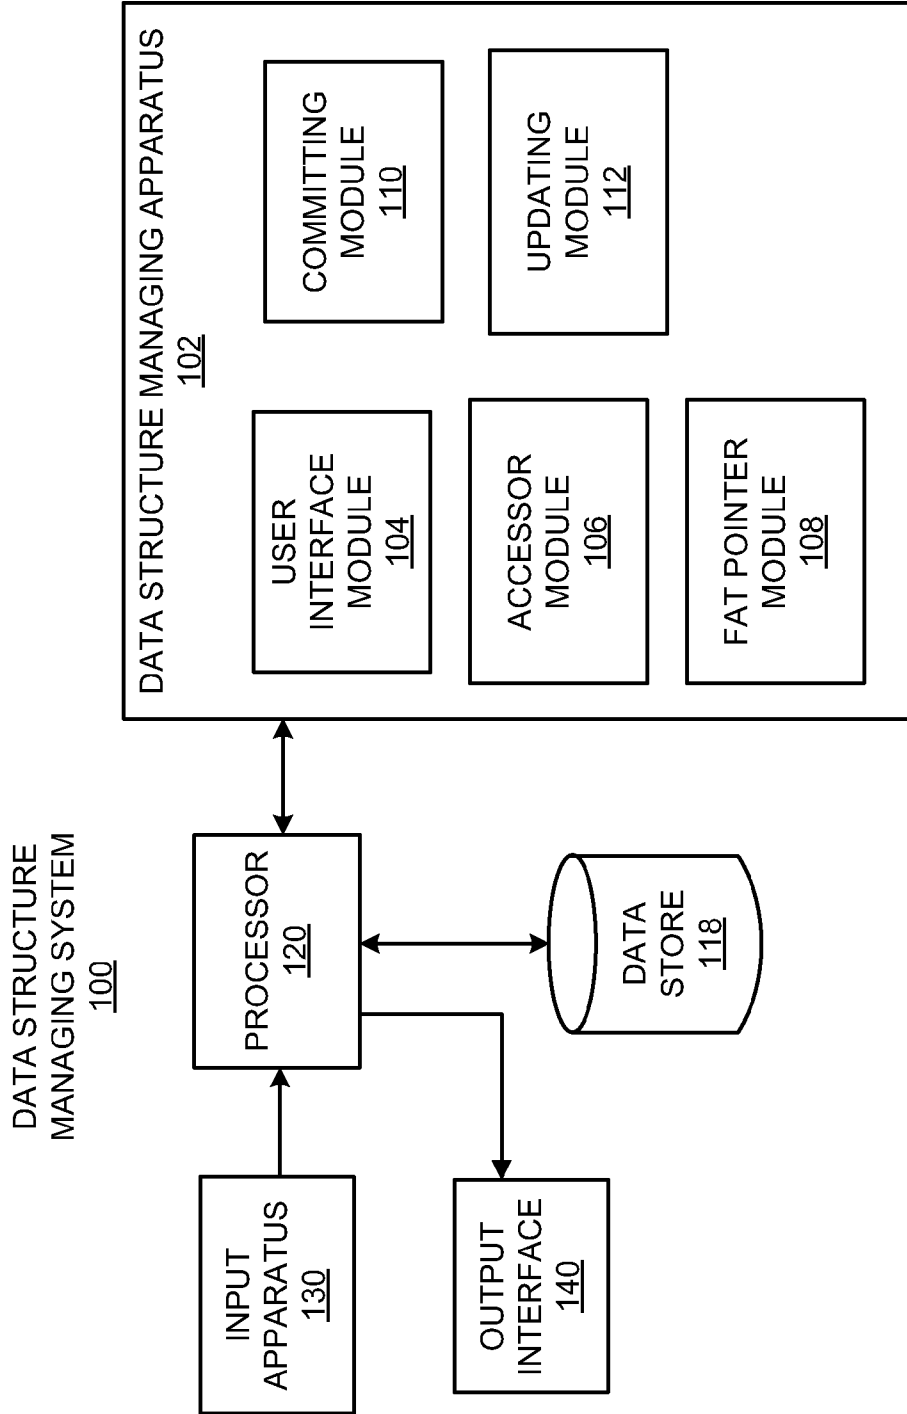 DATA STRUCTURE
MANAGING SYSTEM
100
INPUT
APPARATUS
130
PROCESSOR
120
OUTPUT
INTERFACE
140
DATA
STORE
118
DATA STRUCTURE MANAGING APPARATUS
102
USER
INTERFACE
MODULE
104
COMMITTING
MODULE
110
ACCESSOR
MODULE
106
UPDATING
MODULE
112
FAT POINTER
MODULE
108